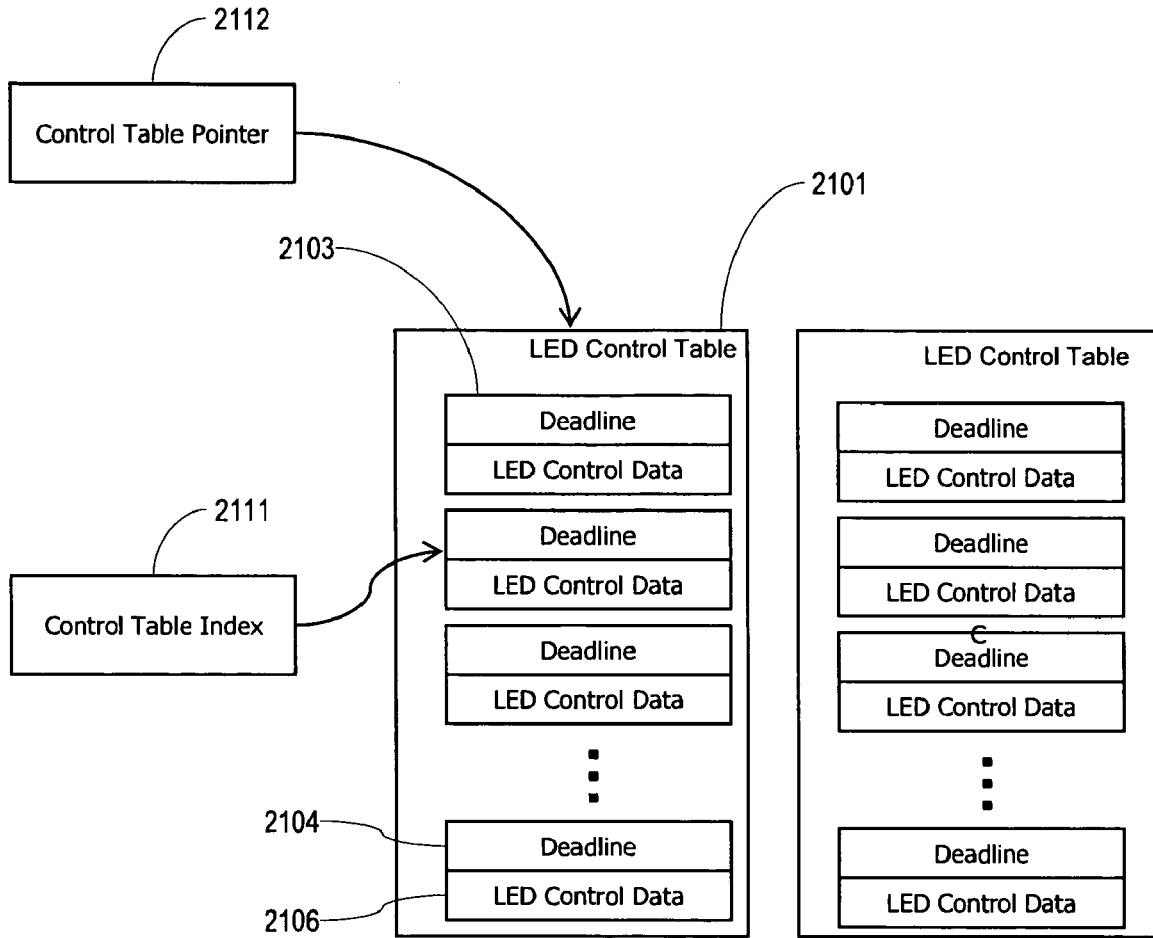 2112
Control Table Pointer
2101
2103
LED Control Table
Deadline
LED Control Data
2111
Deadline
LED Control Data
Control Table Index
Deadline
LED Control Data
2104
Deadline
2106
LED Control Data
LED Control Table
Deadline
LED Control Data
Deadline
LED Control Data
C
Deadline
LED Control Data
Deadline
LED Control Data